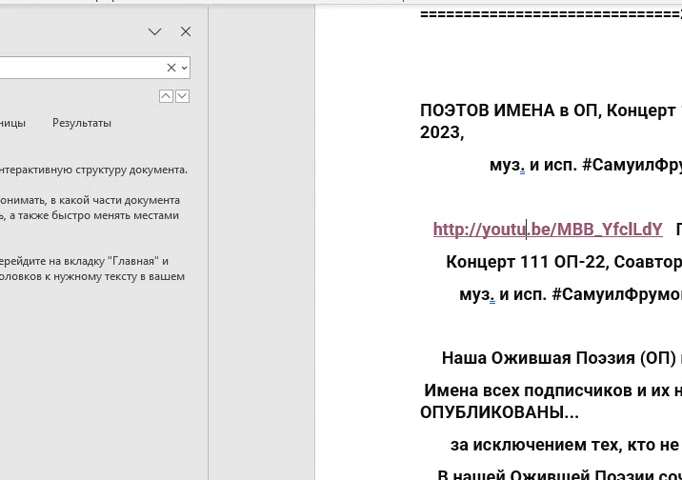 ницы Результаты
нтерактивную структуру документа.
онимать, в какой части документа
ь, а также быстро менять местами
ерейдите на вкладку "Главная" и
оловков к нужному тексту в вашем
==============================
ПОЭТОВ ИМЕНА в ОП, Концерт
2023,
муз. и исп. #СамуилФру
http://youtu.be/MBB_YfclLdY
Концерт 111 ОП-22, Соавтор
муз. и исп. #СамуилФрумо
Наша Ожившая Поэзия (ОП)
Имена всех подписчиков и их н
ОПУБЛИКОВАНЫ...
за исключением тех, кто не
В нашей Ожившей Поэзии соч